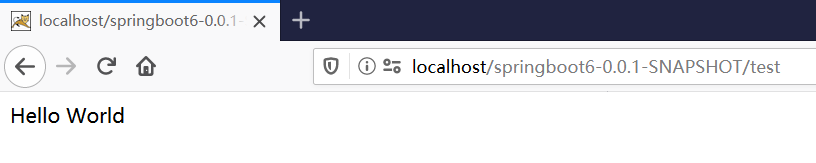 localhost/springboot6-0.0.1-
localhost/springboot6-0.0.1-SNAPSHOT/test
Hello World